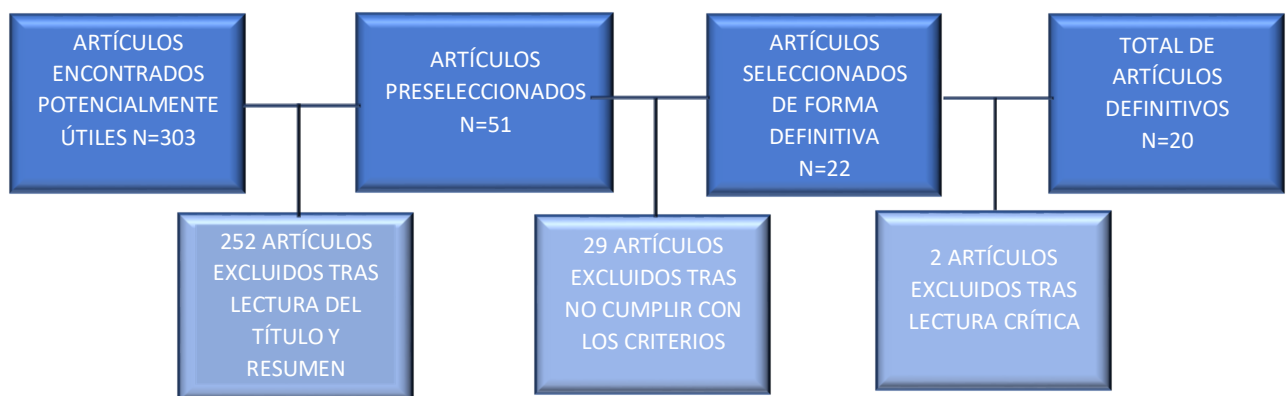 ARTÍCULOS
ENCONTRADOS
POTENCIALMENTE
ÚTILES N=303
ARTÍCULOS
PRESELECCIONADOS
N=51
ARTÍCULOS
SELECCIONADOS
DE FORMA
DEFINITIVA
N=22
TOTAL DE
ARTÍCULOS
DEFINITIVOS
N=20
252 ARTÍCULOS
EXCLUIDOS TRAS
LECTURA DEL
TÍTULO Y
RESUMEN
29 ARTÍCULOS
EXCLUIDOS TRAS
NO CUMPLIR CON
LOS CRITERIOS
2 ARTÍCULOS
EXCLUIDOS TRAS
LECTURA CRÍTICA